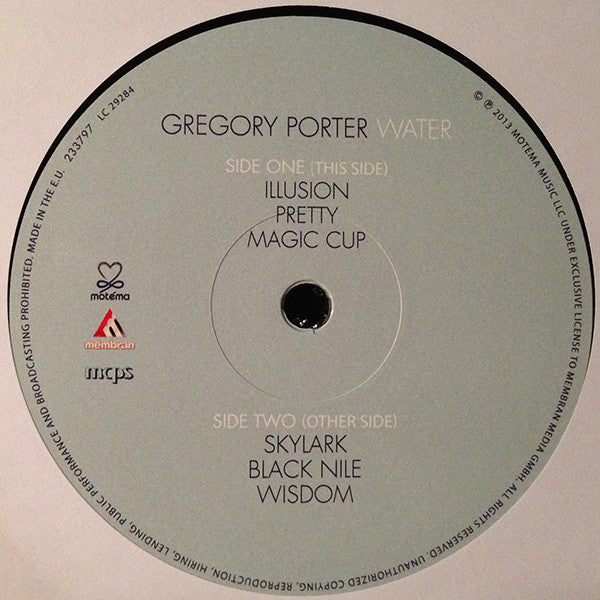 GREGORY PORTER WATER
SIDE ONE (THIS SIDE)
ILLUSION
PRETTY
MAGIC CUP
motéma
membran
mcps
SIDE TWO (OTHER SIDE)
SKYLARK
BLACK NILE
WISDOM
© ℗ 2013 MOTEMA MUSIC LLC UNDER EXCLUSIVE LICENSE TO MEMBRAN MEDIA GMBH. ALL RIGHTS RESERVED. UNAUTHORIZED COPYING, REPRODUCTION, HIRING, LENDING, PUBLIC PERFORMANCE AND BROADCASTING PROHIBITED. MADE IN THE E.U. 233797 LC 29284